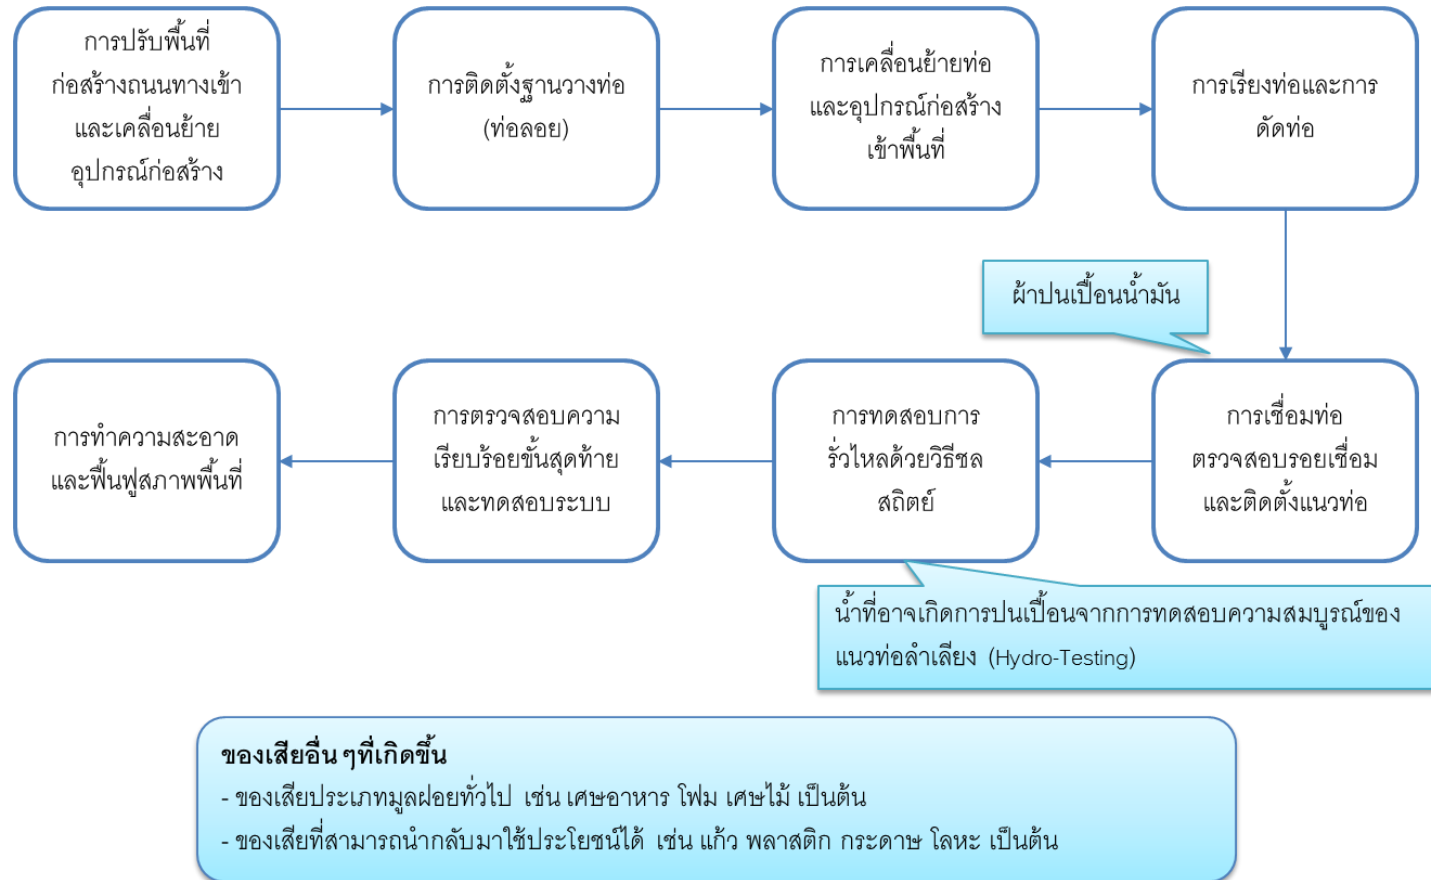 การปรับพื้นที่
ก่อสร้างถนนทางเข้า
และเคลื่อนย้าย
อุปกรณ์ก่อสร้าง
การติดตั้งฐานวางท่อ
(ท่อลอย)
การเคลื่อนย้ายท่อ
และอุปกรณ์ก่อสร้าง
เข้าพื้นที่
การเรียงท่อและการ
ดัดท่อ
ผ้าปนเปื้อนน้ำมัน
การเชื่อมท่อ
ตรวจสอบรอยเชื่อม
และติดตั้งแนวท่อ
การทดสอบการ
รั่วไหลด้วยวิธีชล
สถิตย์
การตรวจสอบความ
เรียบร้อยขั้นสุดท้าย
และทดสอบระบบ
การทำความสะอาด
และฟื้นฟูสภาพพื้นที่
น้ำที่อาจเกิดการปนเปื้อนจากการทดสอบความสมบูรณ์ของ
แนวท่อลำเลียง (Hydro-Testing)
ของเสียอื่นๆที่เกิดขึ้น
- ของเสียประเภทมูลฝอยทั่วไป เช่น เศษอาหาร โฟม เศษไม้ เป็นต้น
- ของเสียที่สามารถนำกลับมาใช้ประโยชน์ได้ เช่น แก้ว พลาสติก กระดาษ โลหะ เป็นต้น